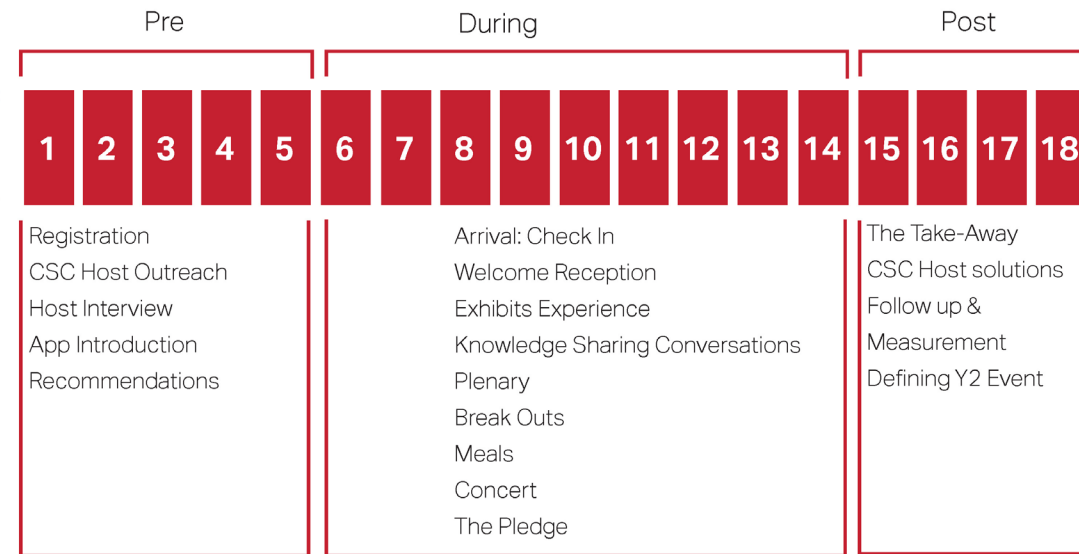 Pre
During
Post
1 2 3 4 5 6 7 8 9 10 11 12 13 14 15 16 17 18
Registration
CSC Host Outreach
Host Interview
App Introduction
Recommendations
Arrival: Check In
Welcome Reception
Exhibits Experience
Knowledge Sharing Conversations
Plenary
Break Outs
Meals
Concert
The Pledge
The Take-Away
CSC Host solutions
Follow up &
Measurement
Defining Y2 Event